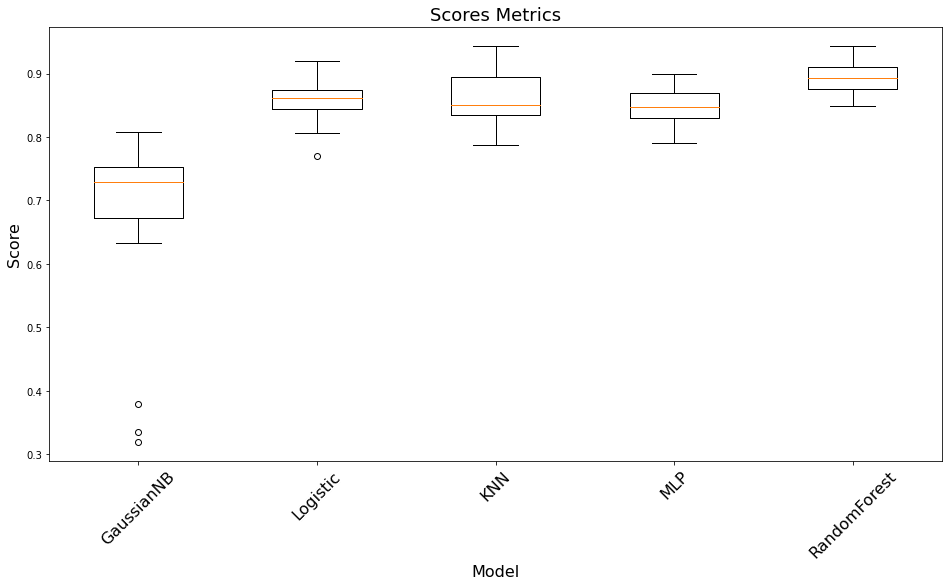 Scores Metrics
Score
0.9
0.8
0.7
0.6
0.5
0.4
0.3
GaussianNB
Logistic
KNN
MLP
RandomForest
Model